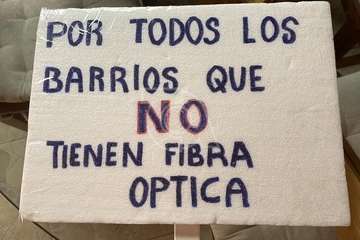 POR TODOS LOS
BARRIOS QUE
NO
TIENEN FIBRA
OPTICA